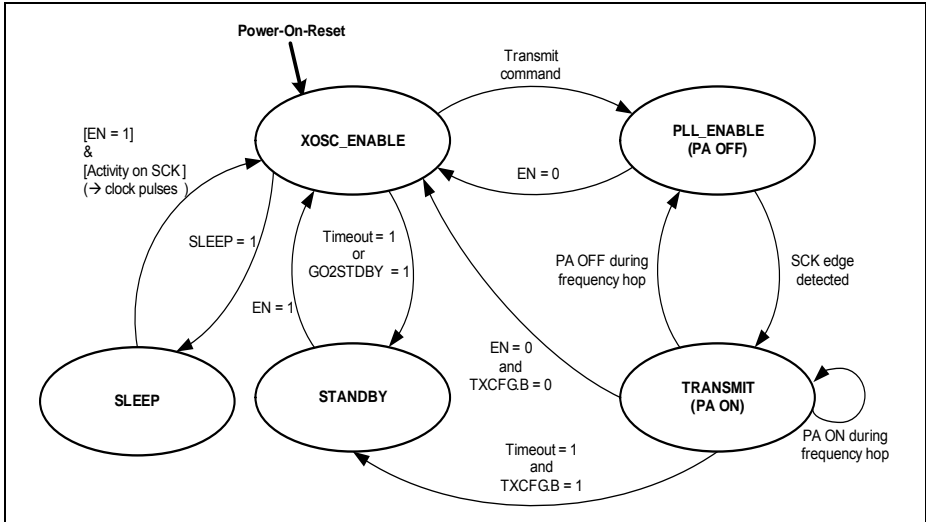 Power-On-Reset
Transmit
command
[EN = 1]
&
[Activity on SCK]
(→ clock pulses )
XOSC_ENABLE
PLL_ENABLE
(PA OFF)
EN = 0
SLEEP = 1
Timeout = 1
or
GO2STDBY = 1
EN = 1
PA OFF during
frequency hop
SCK edge
detected
EN = 0
and
TXCFG.B = 0
SLEEP
STANDBY
TRANSMIT
(PA ON)
PA ON during
frequency hop
Timeout = 1
and
TXCFG.B = 1